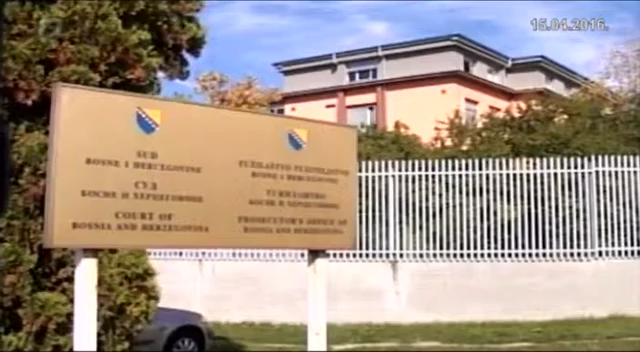 15.04.2016.
SUD
BOSNE I HERCEGOVINE
СУД
БОСНЕ И ХЕРЦЕГОВИНЕ
COURT OF
BOSNIA AND HERZEGOVINA
TUŽILAŠTVO
BOSNE I HERCEGOVINE
ТУЖИЛАШТВО
БОСНЕ И ХЕРЦЕГОВИНЕ
PROSECUTOR'S OFFICE OF
BOSNIA AND HERZEGOVINA